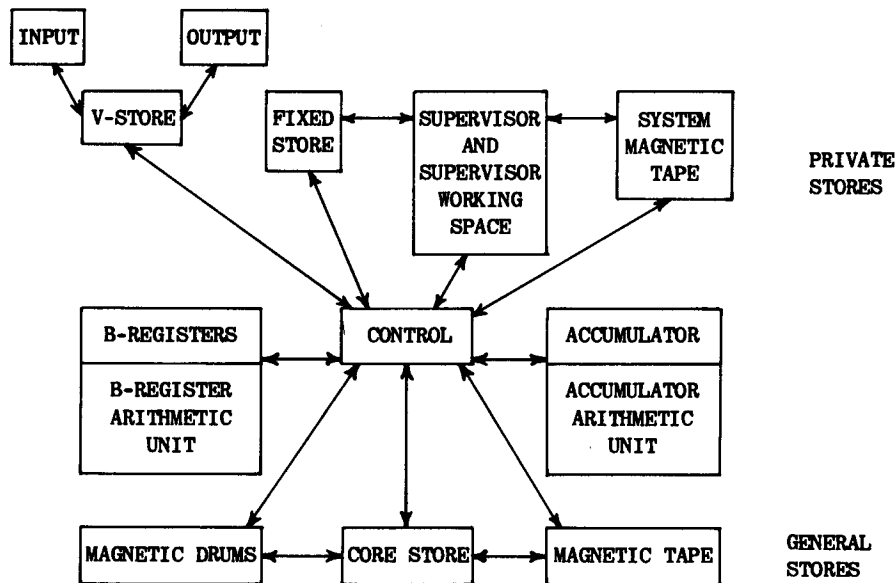 INPUT
OUTPUT
V-STORE
FIXED
STORE
SUPERVISOR
AND
SUPERVISOR
WORKING
SPACE
SYSTEM
MAGNETIC
TAPE
PRIVATE
STORES
B-REGISTERS
B-REGISTER
ARITHMETIC
UNIT
CONTROL
ACCUMULATOR
ACCUMULATOR
ARITHMETIC
UNIT
MAGNETIC DRUMS
CORE STORE
MAGNETIC TAPE
GENERAL
STORES